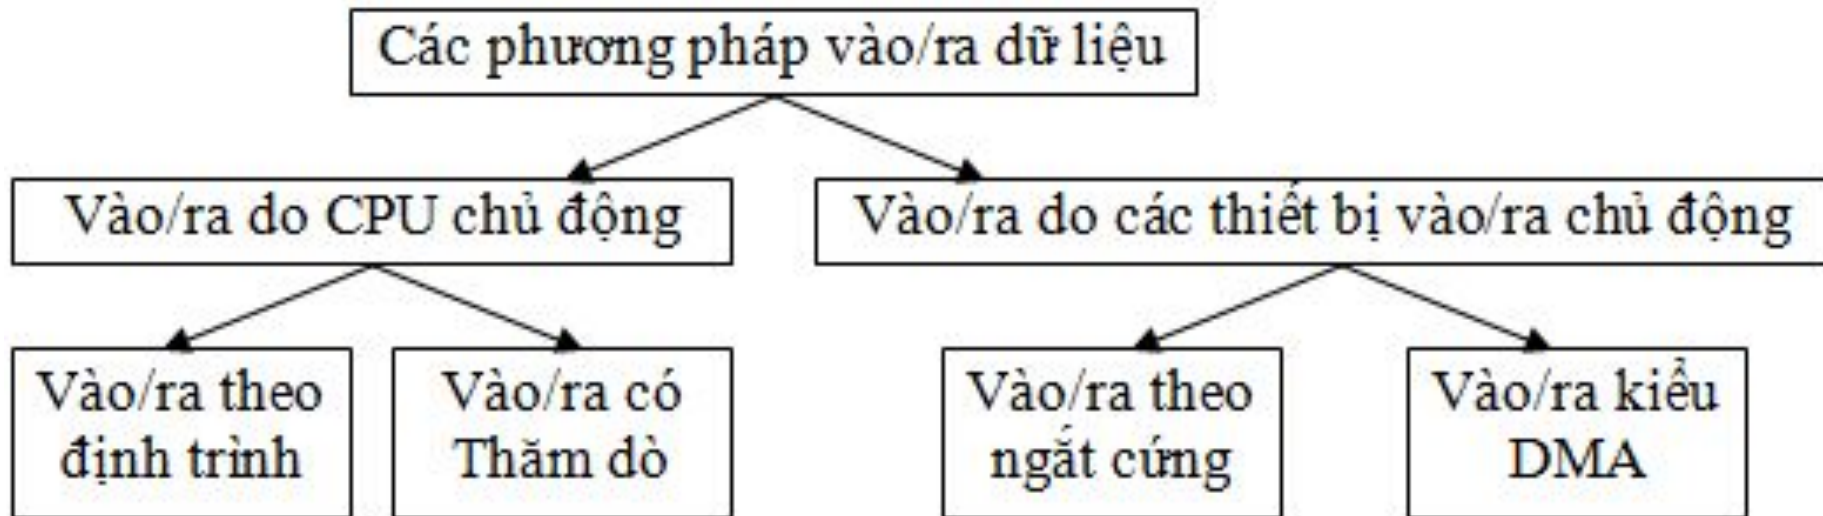 Các phương pháp vào/ra dữ liệu
Vào/ra do CPU chủ động
Vào/ra do các thiết bị vào/ra chủ động
Vào/ra theo
định trình
Vào/ra có
Thăm dò
Vào/ra theo
ngắt cứng
Vào/ra kiểu
DMA